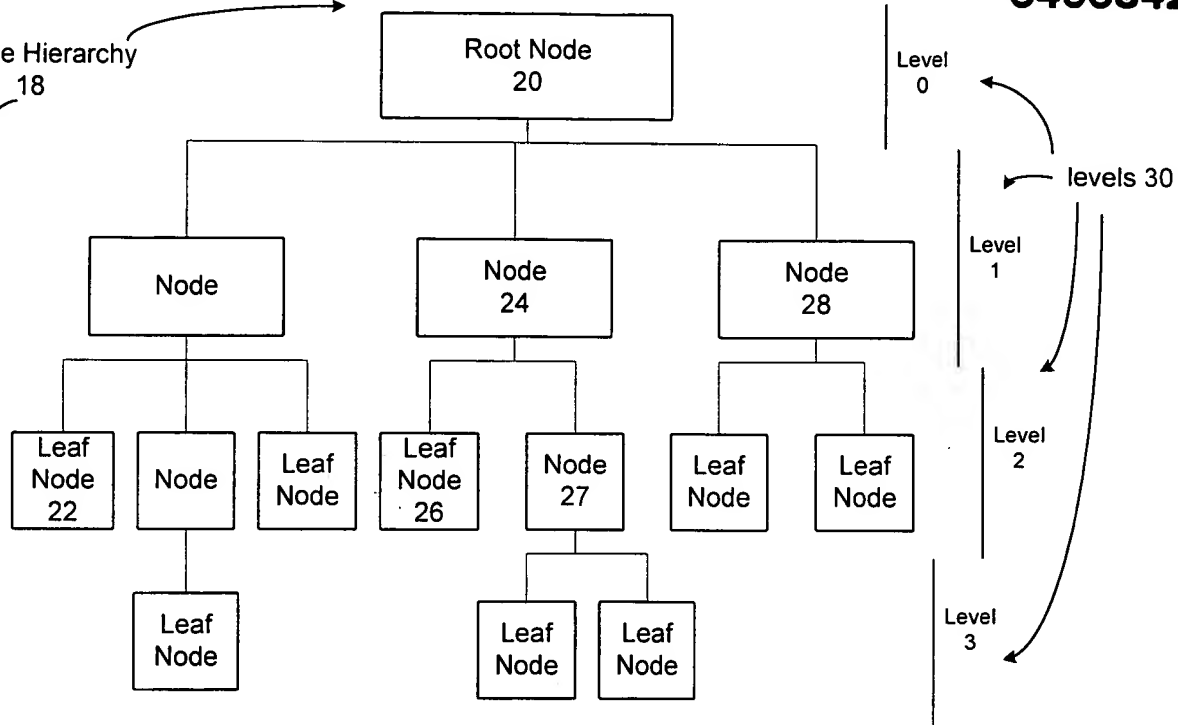 e Hierarchy
18
Root Node
20
Level
0
levels 30
Node
Node
24
Node
28
Level
1
Leaf
Node
22
Node
Leaf
Node
Leaf
Node
26
Node
27
Leaf
Node
Leaf
Node
Level
2
Leaf
Node
Leaf
Node
Leaf
Node
Level
3